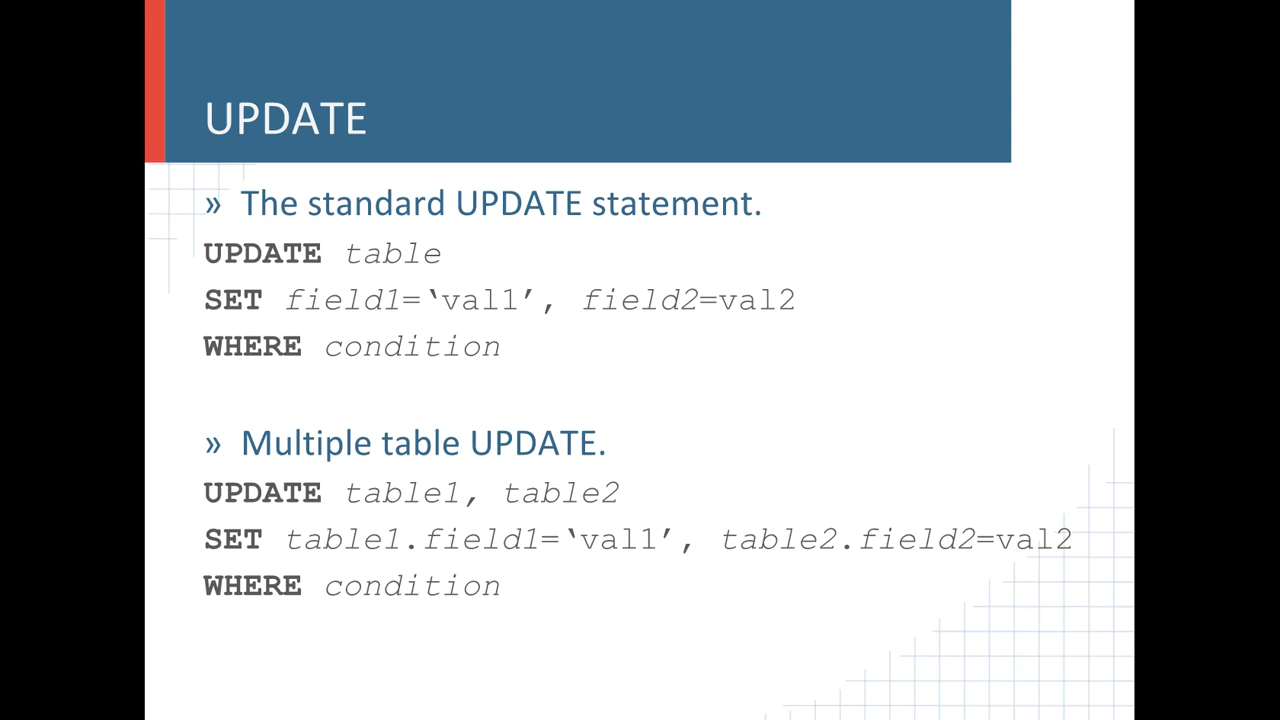 UPDATE
» The standard UPDATE statement.
UPDATE table
SET field1=‘val1’, field2=val2
WHERE condition
» Multiple table UPDATE.
UPDATE table1, table2
SET table1.field1=‘val1’, table2.field2=val2
WHERE condition